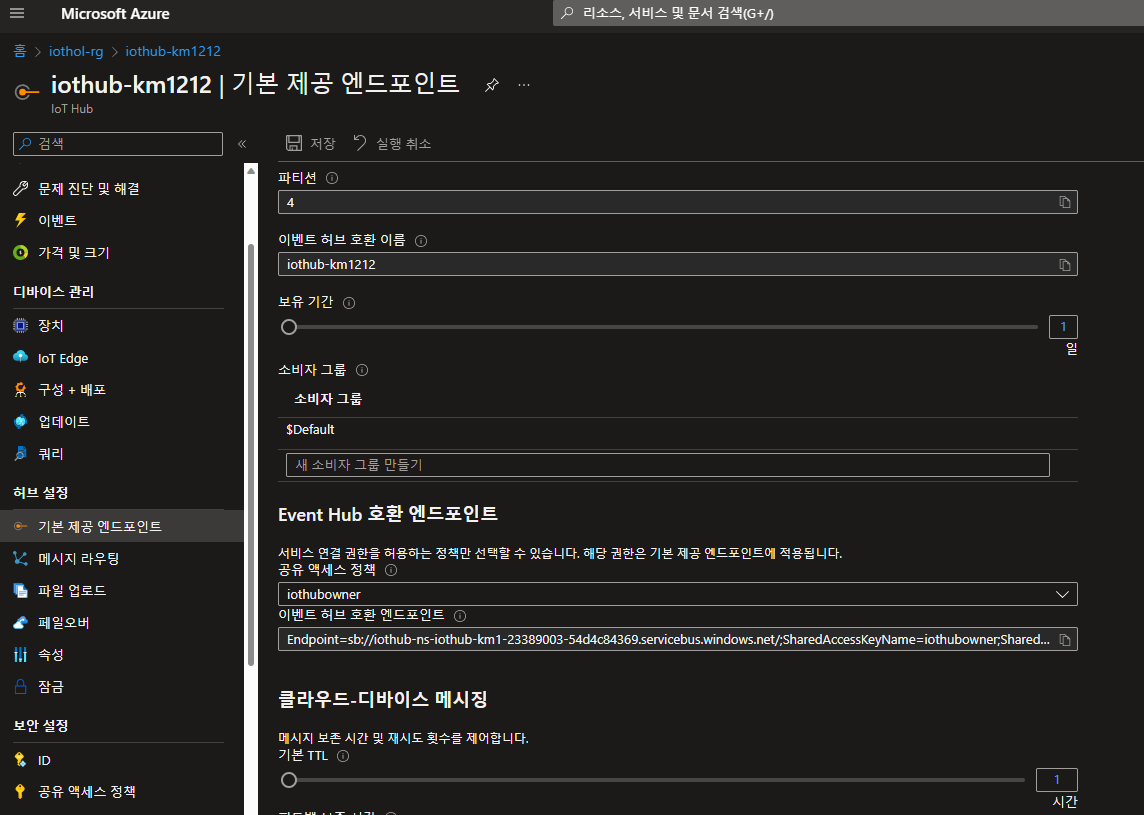 Microsoft Azure
리소스, 서비스 및 문서 검색(G+/)
홈 > iothol-rg > iothub-km1212
iothub-km1212 | 기본 제공 엔드포인트
IoT Hub
검색
저장 실행 취소
문제 진단 및 해결
이벤트
가격 및 크기
디바이스 관리
장치
IoT Edge
구성 + 배포
업데이트
쿼리
허브 설정
기본 제공 엔드포인트
메시지 라우팅
파일 업로드
페일오버
속성
잠금
보안 설정
ID
공유 액세스 정책
파티션
4
이벤트 허브 호환 이름
iothub-km1212
보유 기간
1
일
소비자 그룹
소비자 그룹
$Default
새 소비자 그룹 만들기
Event Hub 호환 엔드포인트
서비스 연결 권한을 허용하는 정책만 선택할 수 있습니다. 해당 권한은 기본 제공 엔드포인트에 적용됩니다.
공유 액세스 정책
iothubowner
이벤트 허브 호환 엔드포인트
Endpoint=sb://iothub-ns-iothub-km1-23389003-54d4c84369.servicebus.windows.net/;SharedAccessKeyName=iothubowner;Shared...
클라우드-디바이스 메시징
메시지 보존 시간 및 재시도 횟수를 제어합니다.
기본 TTL
1
시간